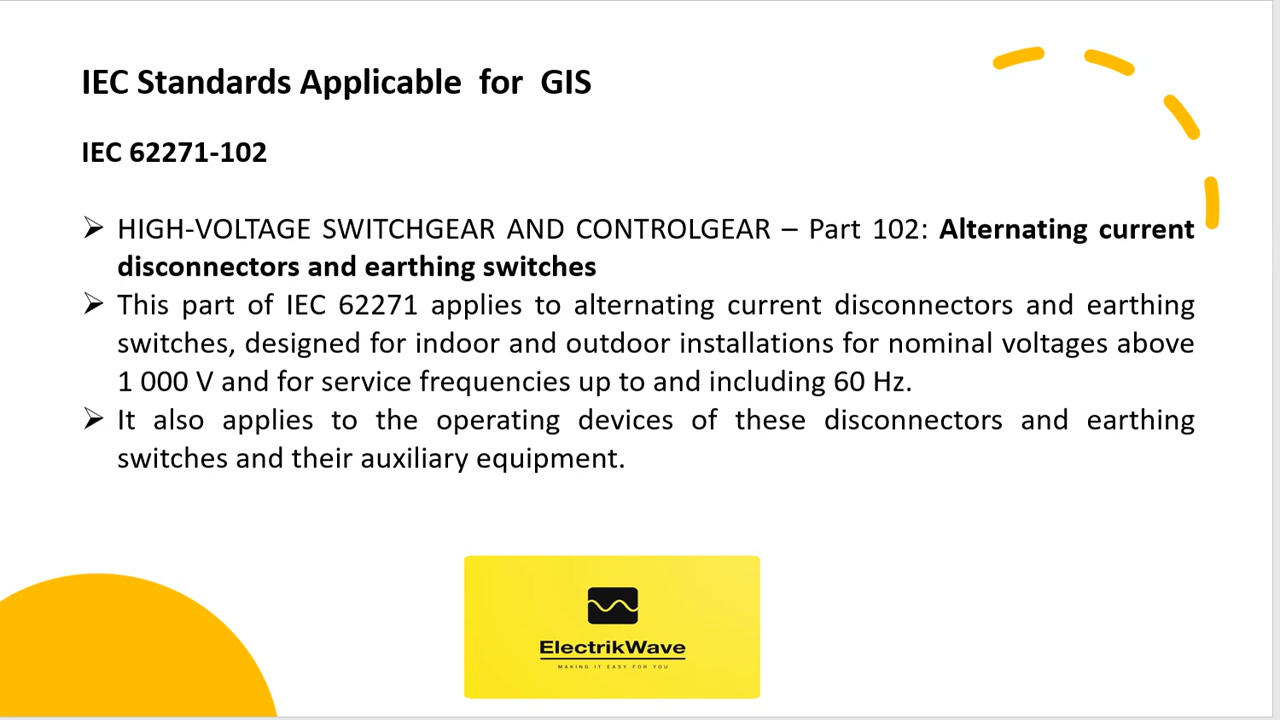 IEC Standards Applicable for GIS
IEC 62271-102
➢ HIGH-VOLTAGE SWITCHGEAR AND CONTROLGEAR – Part 102: Alternating current
disconnectors and earthing switches
➢ This part of IEC 62271 applies to alternating current disconnectors and earthing
switches, designed for indoor and outdoor installations for nominal voltages above
1 000 V and for service frequencies up to and including 60 Hz.
➢ It also applies to the operating devices of these disconnectors and earthing
switches and their auxiliary equipment.
ElectrikWave
MAKING IT EASY FOR YOU